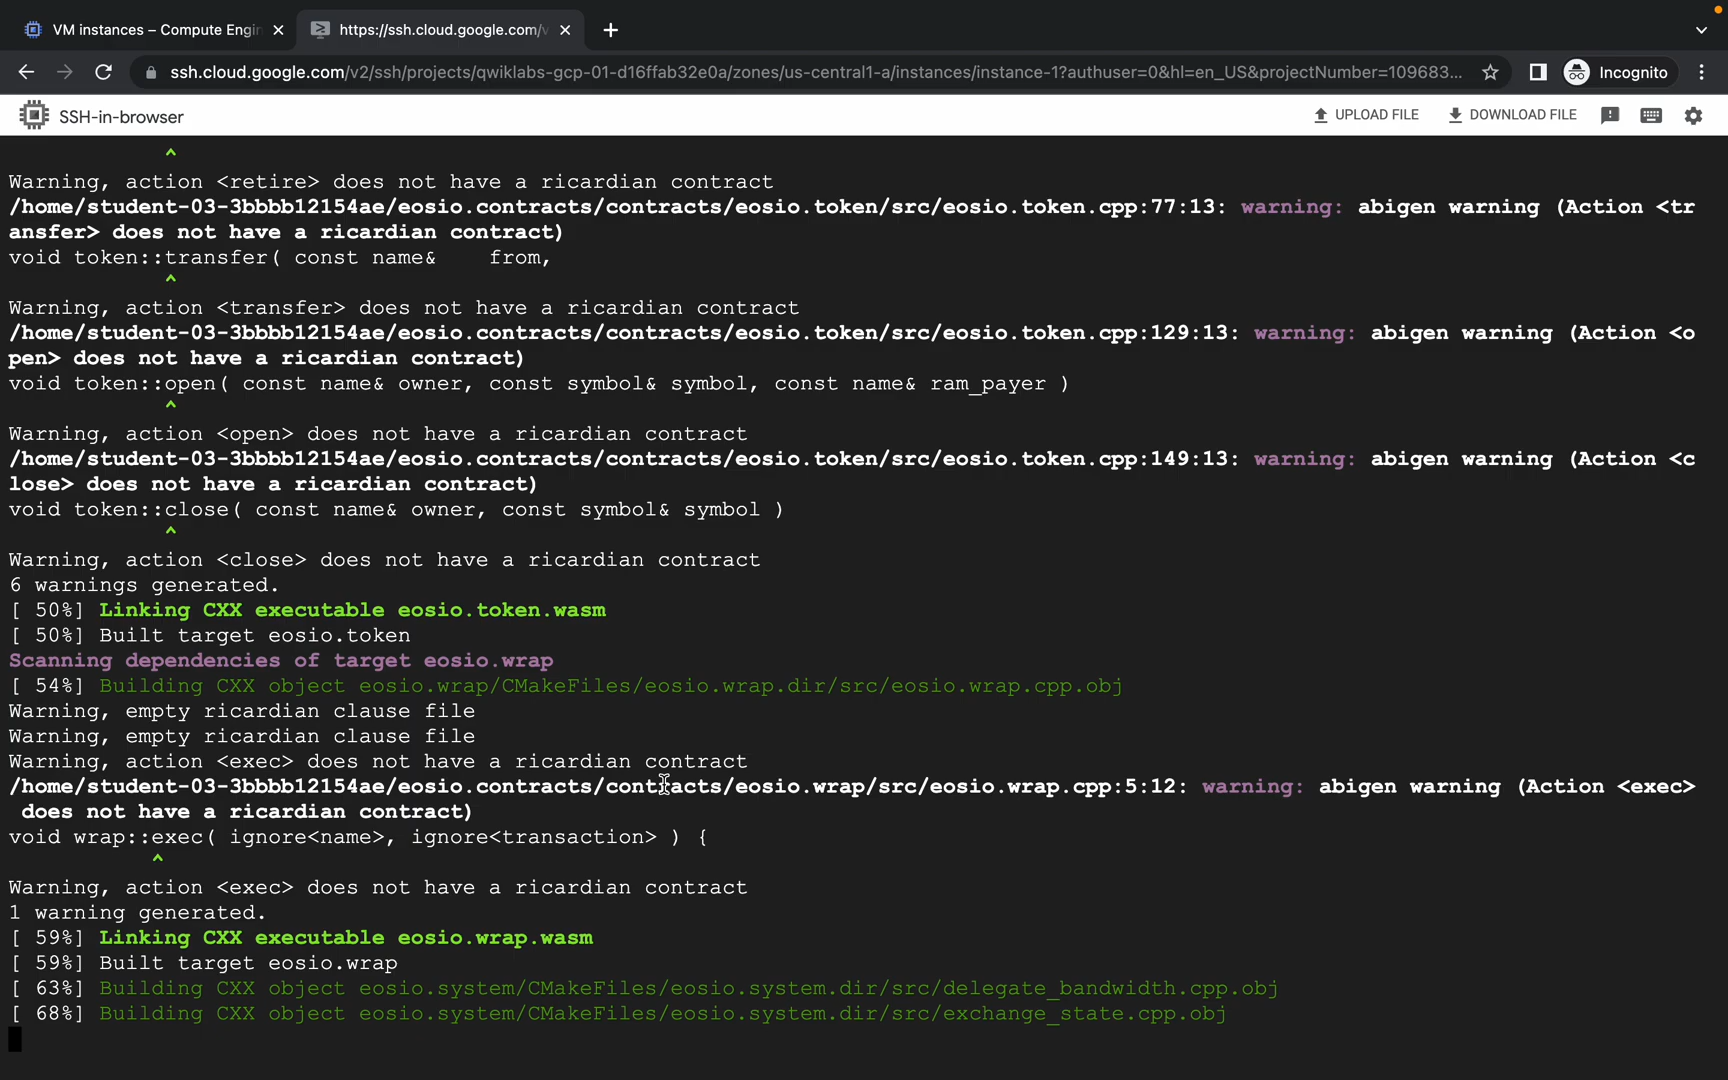 VM instances – Compute Engin
https://ssh.cloud.google.com/v
ssh.cloud.google.com/v2/ssh/projects/qwiklabs-gcp-01-d16ffab32e0a/zones/us-central1-a/instances/instance-1?authuser=0&hl=en_US&projectNumber=109683...
Incognito
SSH-in-browser
UPLOAD FILE
DOWNLOAD FILE
^
Warning, action <retire> does not have a ricardian contract
/home/student-03-3bbbb12154ae/eosio.contracts/contracts/eosio.token/src/eosio.token.cpp:77:13: warning: abigen warning (Action <tr
ansfer> does not have a ricardian contract)
void token::transfer( const name&    from,
^
Warning, action <transfer> does not have a ricardian contract
/home/student-03-3bbbb12154ae/eosio.contracts/contracts/eosio.token/src/eosio.token.cpp:129:13: warning: abigen warning (Action <o
pen> does not have a ricardian contract)
void token::open( const name& owner, const symbol& symbol, const name& ram_payer )
^
Warning, action <open> does not have a ricardian contract
/home/student-03-3bbbb12154ae/eosio.contracts/contracts/eosio.token/src/eosio.token.cpp:149:13: warning: abigen warning (Action <c
lose> does not have a ricardian contract)
void token::close( const name& owner, const symbol& symbol )
^
Warning, action <close> does not have a ricardian contract
6 warnings generated.
[ 50%] Linking CXX executable eosio.token.wasm
[ 50%] Built target eosio.token
Scanning dependencies of target eosio.wrap
[ 54%] Building CXX object eosio.wrap/CMakeFiles/eosio.wrap.dir/src/eosio.wrap.cpp.obj
Warning, empty ricardian clause file
Warning, empty ricardian clause file
Warning, action <exec> does not have a ricardian contract
/home/student-03-3bbbb12154ae/eosio.contracts/contracts/eosio.wrap/src/eosio.wrap.cpp:5:12: warning: abigen warning (Action <exec>
 does not have a ricardian contract)
void wrap::exec( ignore<name>, ignore<transaction> ) {
^
Warning, action <exec> does not have a ricardian contract
1 warning generated.
[ 59%] Linking CXX executable eosio.wrap.wasm
[ 59%] Built target eosio.wrap
[ 63%] Building CXX object eosio.system/CMakeFiles/eosio.system.dir/src/delegate_bandwidth.cpp.obj
[ 68%] Building CXX object eosio.system/CMakeFiles/eosio.system.dir/src/exchange_state.cpp.obj